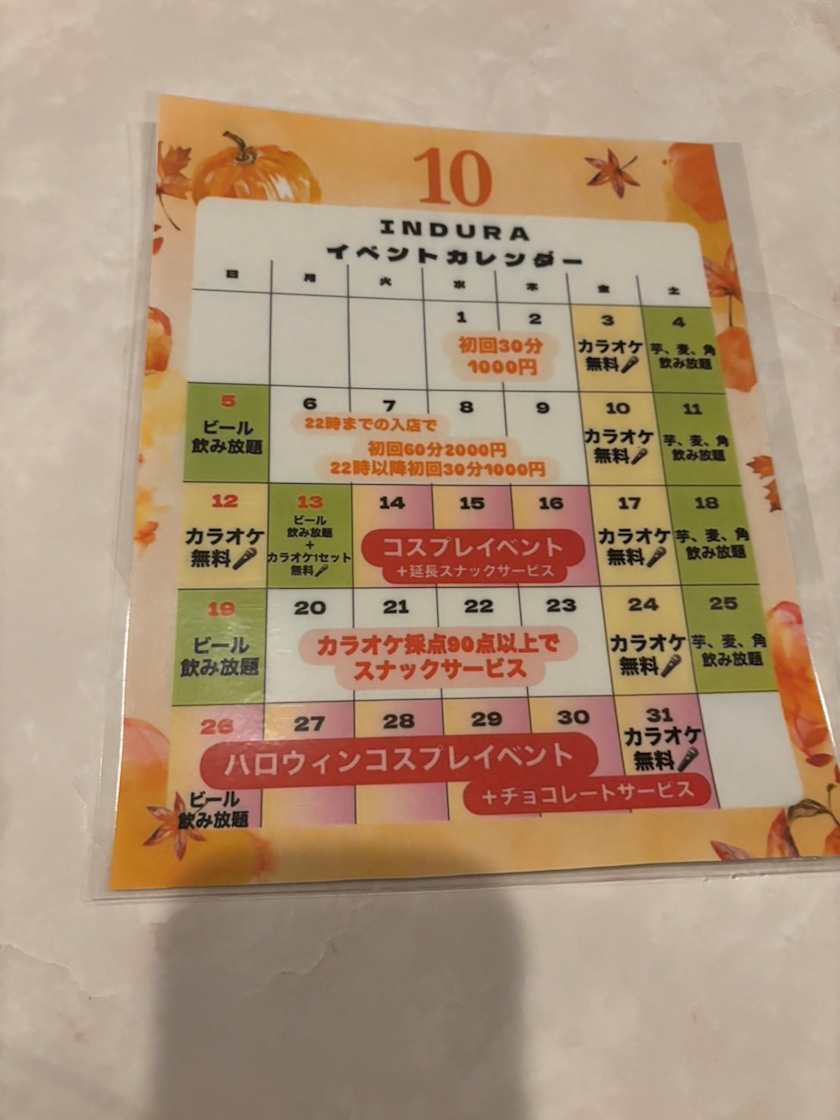 10
INDURA
イベントカレンダー
日 月 火 水 木 金 土
1 2 3 4
初回30分
1000円
カラオケ
無料
芋、麦、角
飲み放題
5 6 7 8 9 10 11
ビール
飲み放題
22時までの入店で
初回60分2000円
22時以降初回30分1000円
カラオケ
無料
芋、麦、角
飲み放題
12 13 14 15 16 17 18
カラオケ
無料
ビール
飲み放題
+
カラオケ1セット
無料
コスプレイベント
+延長スナックサービス
カラオケ
無料
芋、麦、角
飲み放題
19 20 21 22 23 24 25
ビール
飲み放題
カラオケ採点90点以上で
スナックサービス
カラオケ
無料
芋、麦、角
飲み放題
26 27 28 29 30 31
ハロウィンコスプレイベント
カラオケ
無料
+チョコレートサービス
ビール
飲み放題